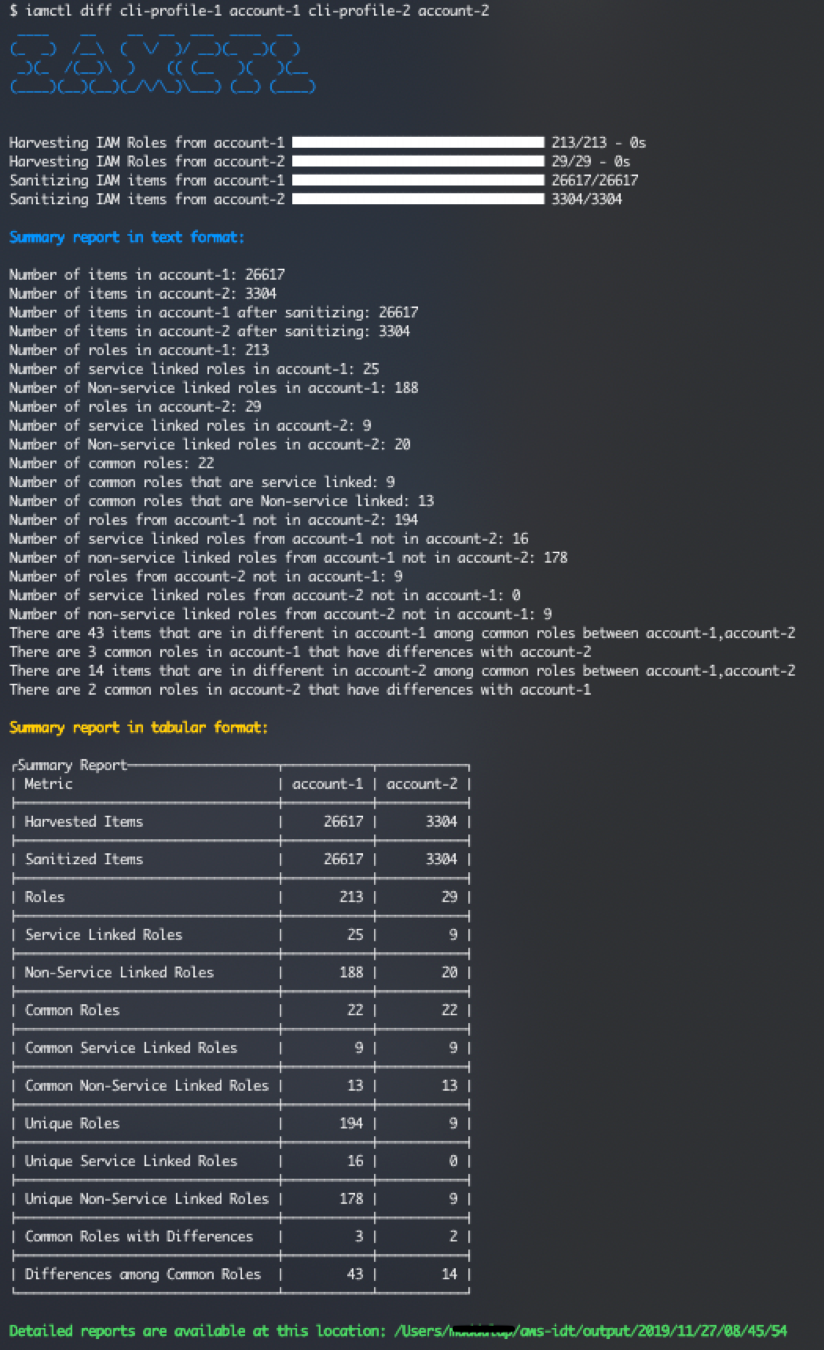 $ iamctl diff cli-profile-1 account-1 cli-profile-2 account-2
Harvesting IAM Roles from account-1 213/213 - 0s
Harvesting IAM Roles from account-2 29/29 - 0s
Sanitizing IAM items from account-1 26617/26617
Sanitizing IAM items from account-2 3304/3304
Summary report in text format:
Number of items in account-1: 26617
Number of items in account-2: 3304
Number of items in account-1 after sanitizing: 26617
Number of items in account-2 after sanitizing: 3304
Number of roles in account-1: 213
Number of service linked roles in account-1: 25
Number of Non-service linked roles in account-1: 188
Number of roles in account-2: 29
Number of service linked roles in account-2: 9
Number of Non-service linked roles in account-2: 20
Number of common roles: 22
Number of common roles that are service linked: 9
Number of common roles that are Non-service linked: 13
Number of roles from account-1 not in account-2: 194
Number of service linked roles from account-1 not in account-2: 16
Number of non-service linked roles from account-1 not in account-2: 178
Number of roles from account-2 not in account-1: 9
Number of service linked roles from account-2 not in account-1: 0
Number of non-service linked roles from account-2 not in account-1: 9
There are 43 items that are in different in account-1 among common roles between account-1,account-2
There are 3 common roles in account-1 that have differences with account-2
There are 14 items that are in different in account-2 among common roles between account-1,account-2
There are 2 common roles in account-2 that have differences with account-1
Summary report in tabular format:
Summary Report
| Metric | account-1 | account-2 |
| Harvested Items | 26617 | 3304 |
| Sanitized Items | 26617 | 3304 |
| Roles | 213 | 29 |
| Service Linked Roles | 25 | 9 |
| Non-Service Linked Roles | 188 | 20 |
| Common Roles | 22 | 22 |
| Common Service Linked Roles | 9 | 9 |
| Common Non-Service Linked Roles | 13 | 13 |
| Unique Roles | 194 | 9 |
| Unique Service Linked Roles | 16 | 0 |
| Unique Non-Service Linked Roles | 178 | 9 |
| Common Roles with Differences | 3 | 2 |
| Differences among Common Roles | 43 | 14 |
Detailed reports are available at this location: /Users/ /aws-idt/output/2019/11/27/08/45/54